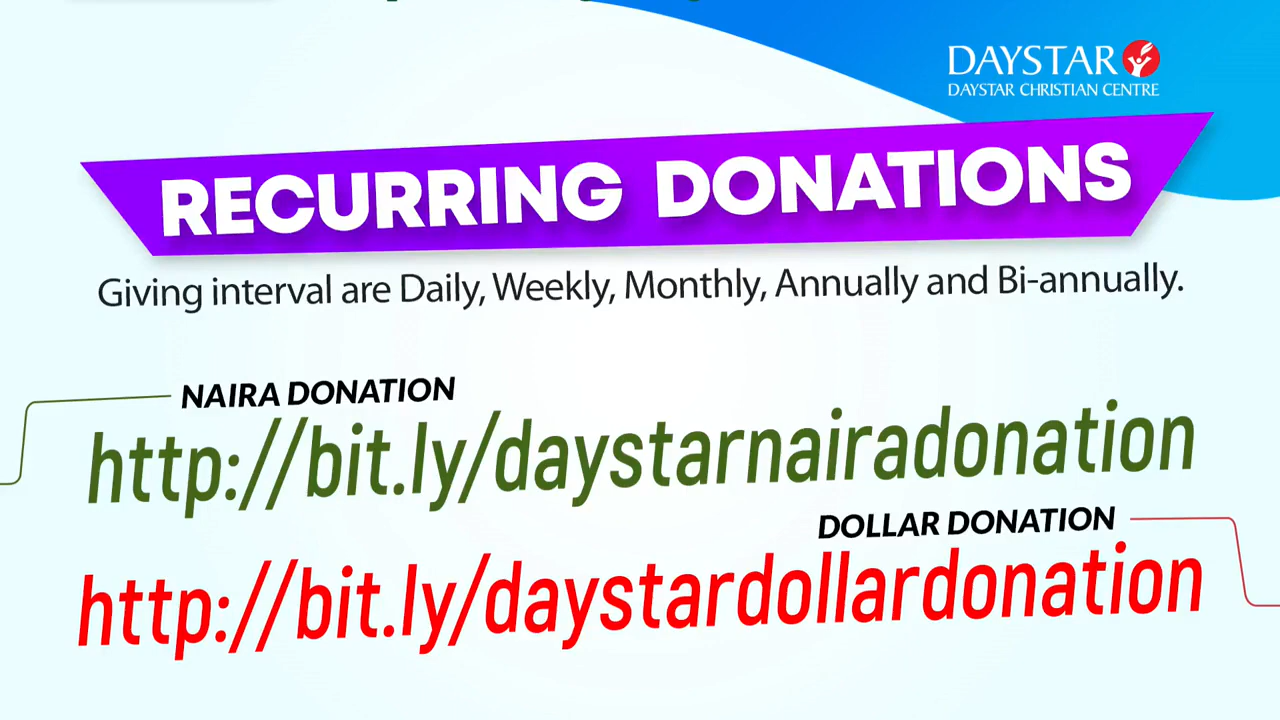 DAYSTAR
DAYSTAR CHRISTIAN CENTRE
RECURRING DONATIONS
Giving interval are Daily, Weekly, Monthly, Annually and Bi-annually.
NAIRA DONATION
http://bit.ly/daystarnairadonation
DOLLAR DONATION
http://bit.ly/daystardollardonation